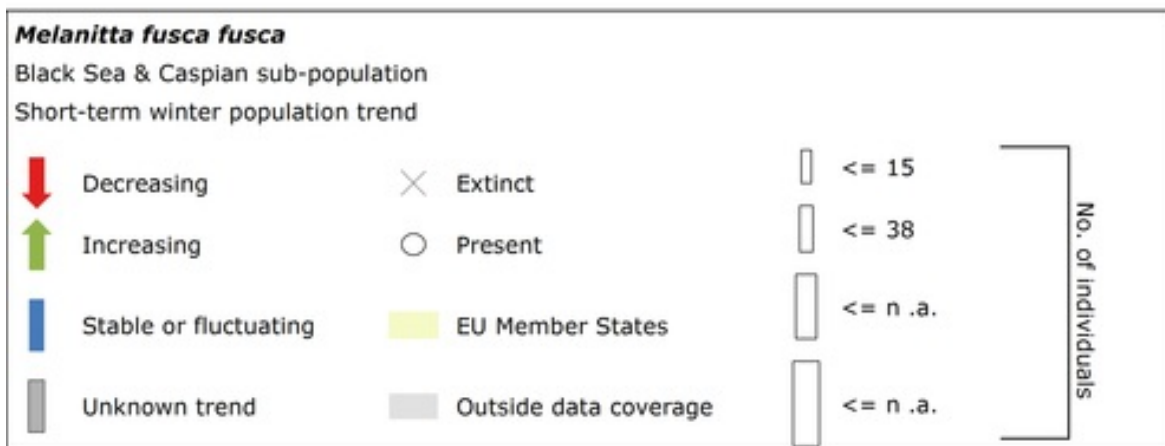 Melanitta fusca fusca
Black Sea & Caspian sub-population
Short-term winter population trend
Decreasing
Extinct
<= 15
Increasing
Present
<= 38
Stable or fluctuating
EU Member States
<= n .a.
Unknown trend
Outside data coverage
<= n .a.
No. of individuals